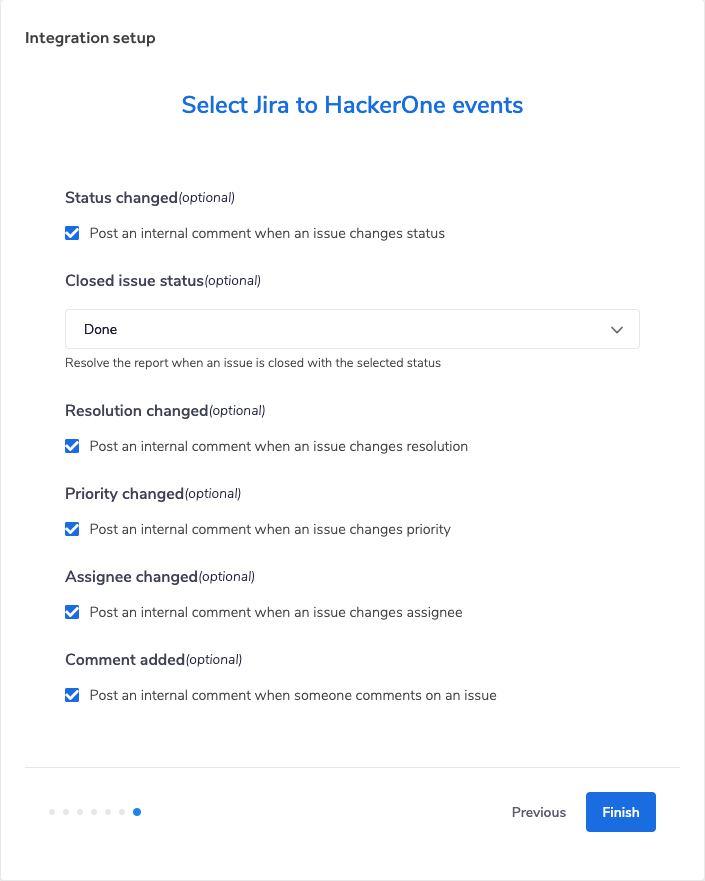 Integration setup
Select Jira to HackerOne events
Status changed(optional)
Post an internal comment when an issue changes status
Closed issue status(optional)
Done
Resolve the report when an issue is closed with the selected status
Resolution changed(optional)
Post an internal comment when an issue changes resolution
Priority changed(optional)
Post an internal comment when an issue changes priority
Assignee changed(optional)
Post an internal comment when an issue changes assignee
Comment added(optional)
Post an internal comment when someone comments on an issue
Previous Finish